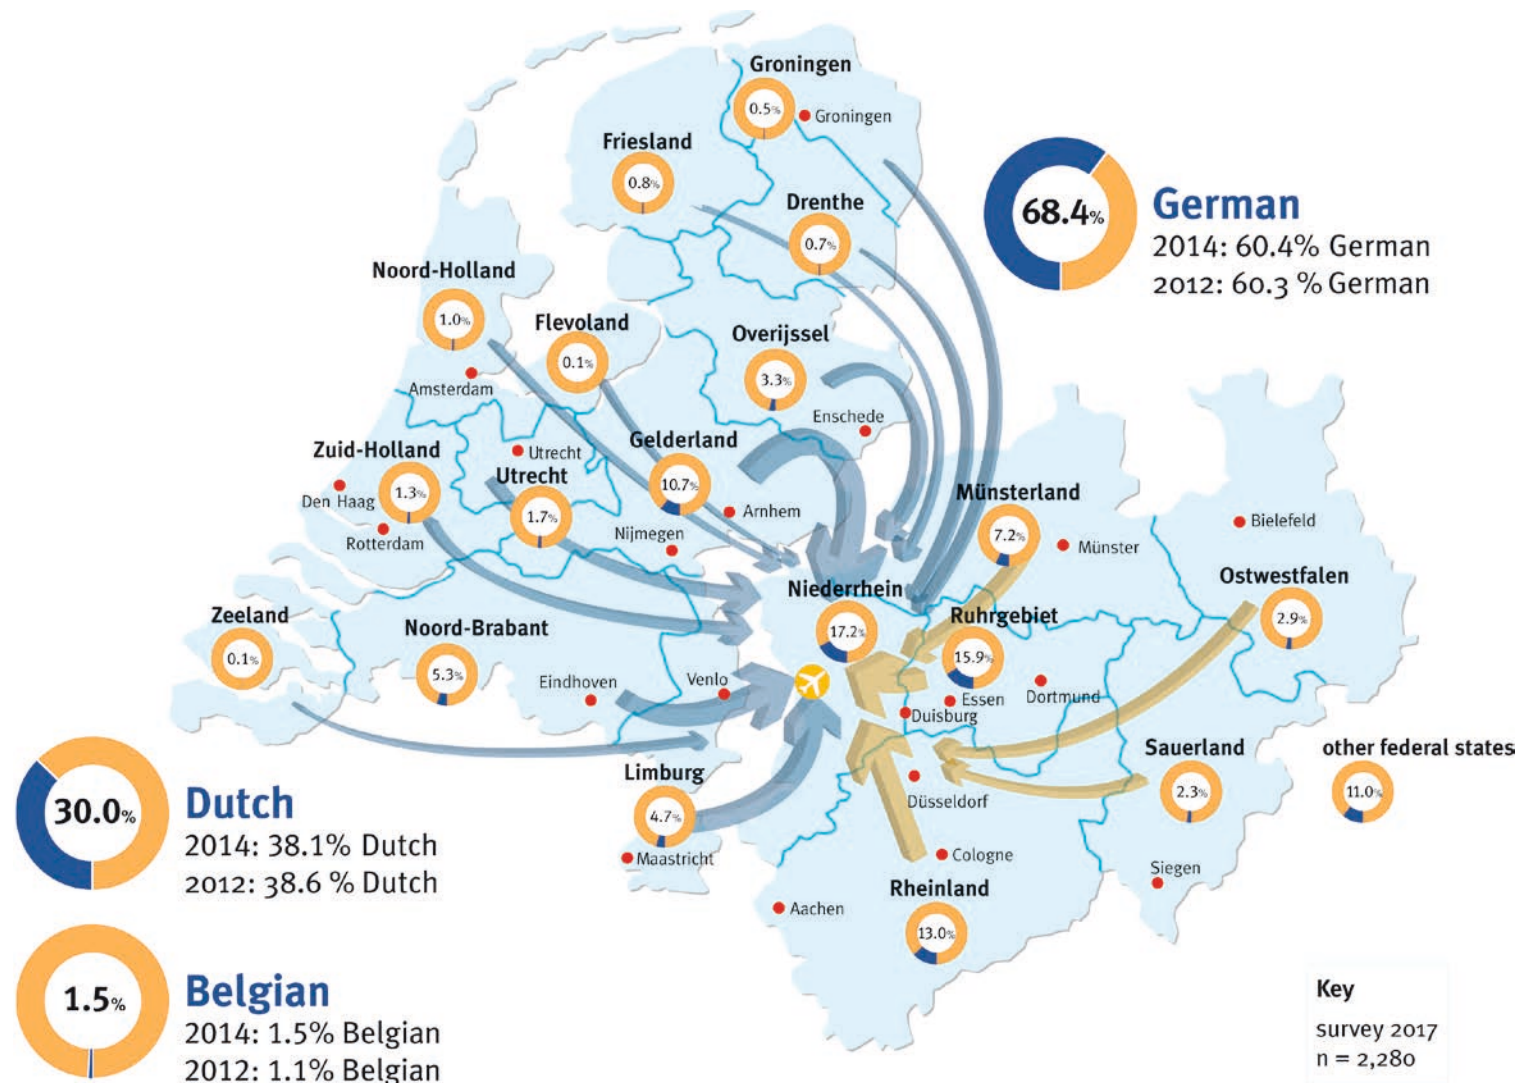 Groningen
0.5%
Groningen
Friesland
0.8%
Drenthe
0.7%
68.4%
German
2014: 60.4% German
2012: 60.3 % German
Noord-Holland
1.0%
Amsterdam
Flevoland
0.1%
Overijssel
3.3%
Enschede
Zuid-Holland
1.3%
Den Haag
Rotterdam
Utrecht
Utrecht
1.7%
Gelderland
10.7%
Arnhem
Nijmegen
Münsterland
7.2%
Münster
Bielefeld
Ostwestfalen
2.9%
Niederrhein
17.2%
Ruhrgebiet
15.9%
Essen
Dortmund
Duisburg
Zeeland
0.1%
Noord-Brabant
5.3%
Eindhoven
Venlo
Limburg
4.7%
Maastricht
Düsseldorf
Sauerland
2.3%
Siegen
other federal states
11.0%
Cologne
Rheinland
13.0%
Aachen
30.0%
Dutch
2014: 38.1% Dutch
2012: 38.6 % Dutch
1.5%
Belgian
2014: 1.5% Belgian
2012: 1.1% Belgian
Key
survey 2017
n = 2,280